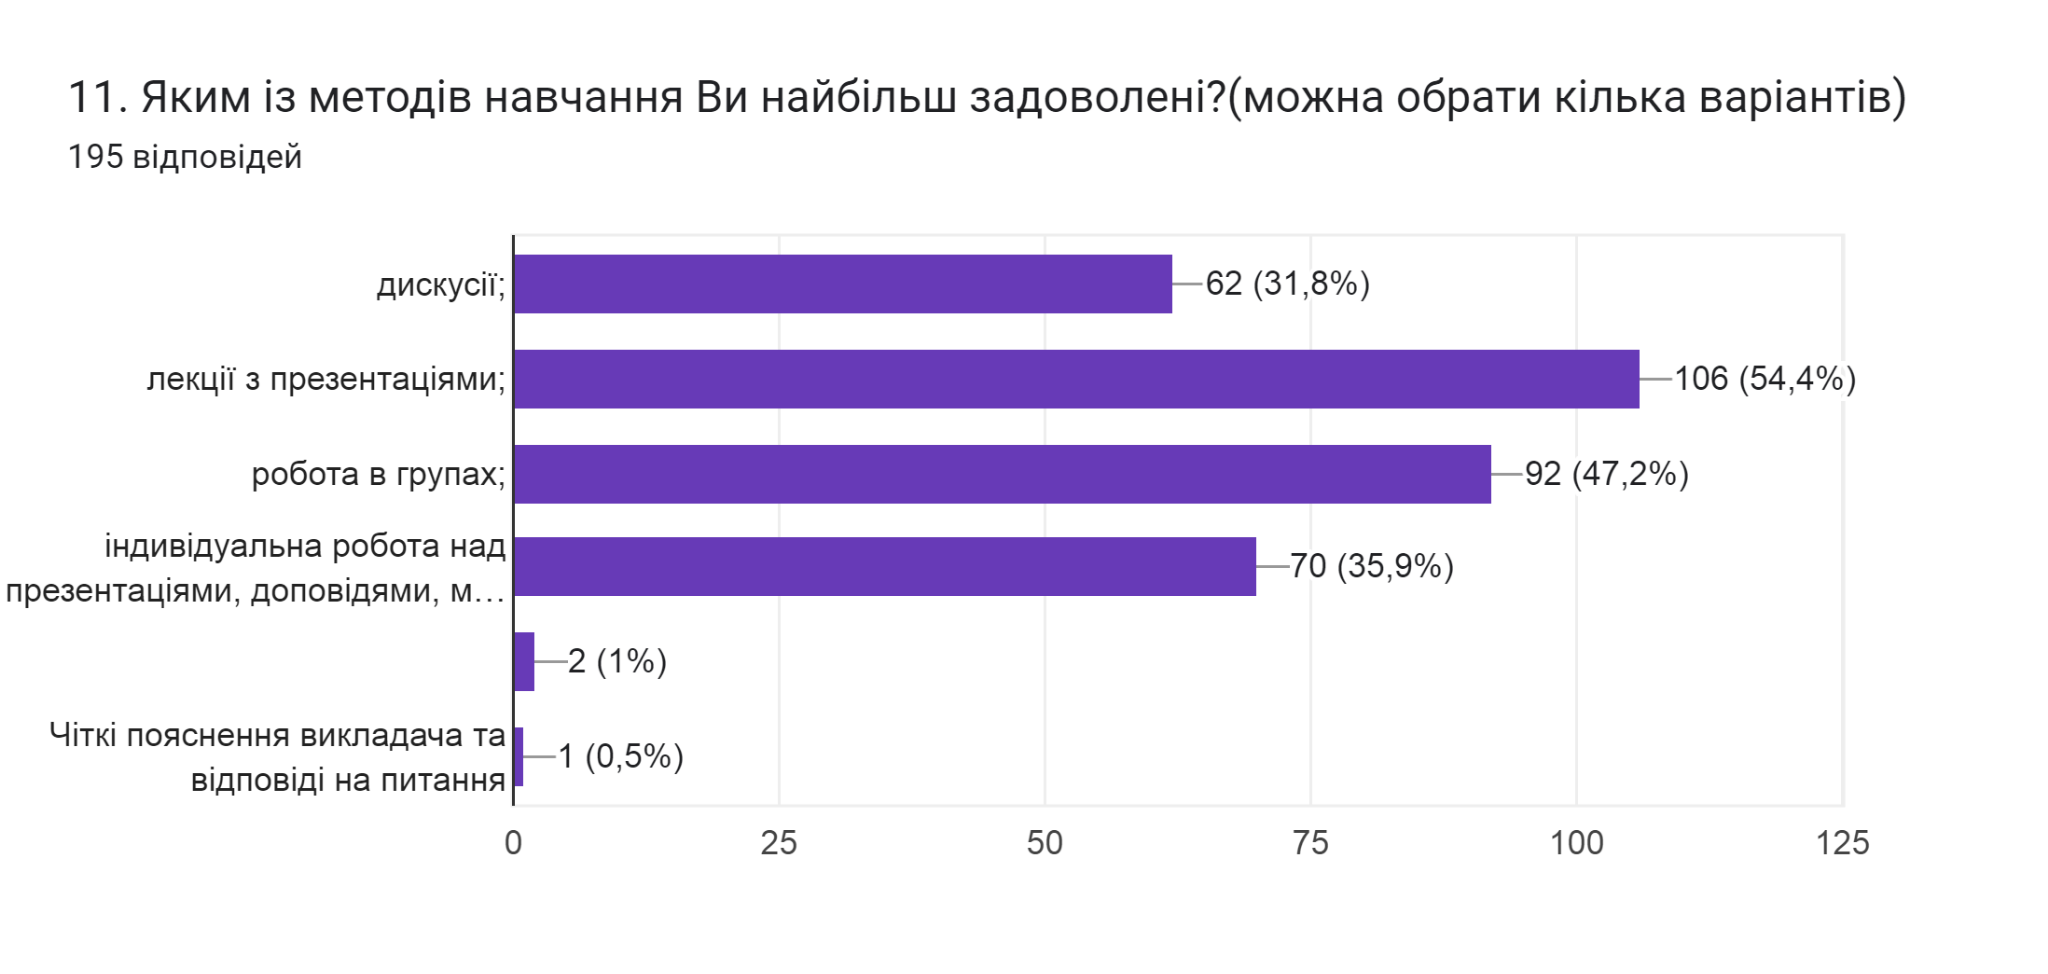 11. Яким із методів навчання Ви найбільш задоволені?(можна обрати кілька варіантів)
195 відповідей
дискусії;
62 (31,8%)
лекції з презентаціями;
106 (54,4%)
робота в групах;
92 (47,2%)
індивідуальна робота над
презентаціями, доповідями, м…
70 (35,9%)
2 (1%)
Чіткі пояснення викладача та
відповіді на питання
1 (0,5%)
0 25 50 75 100 125